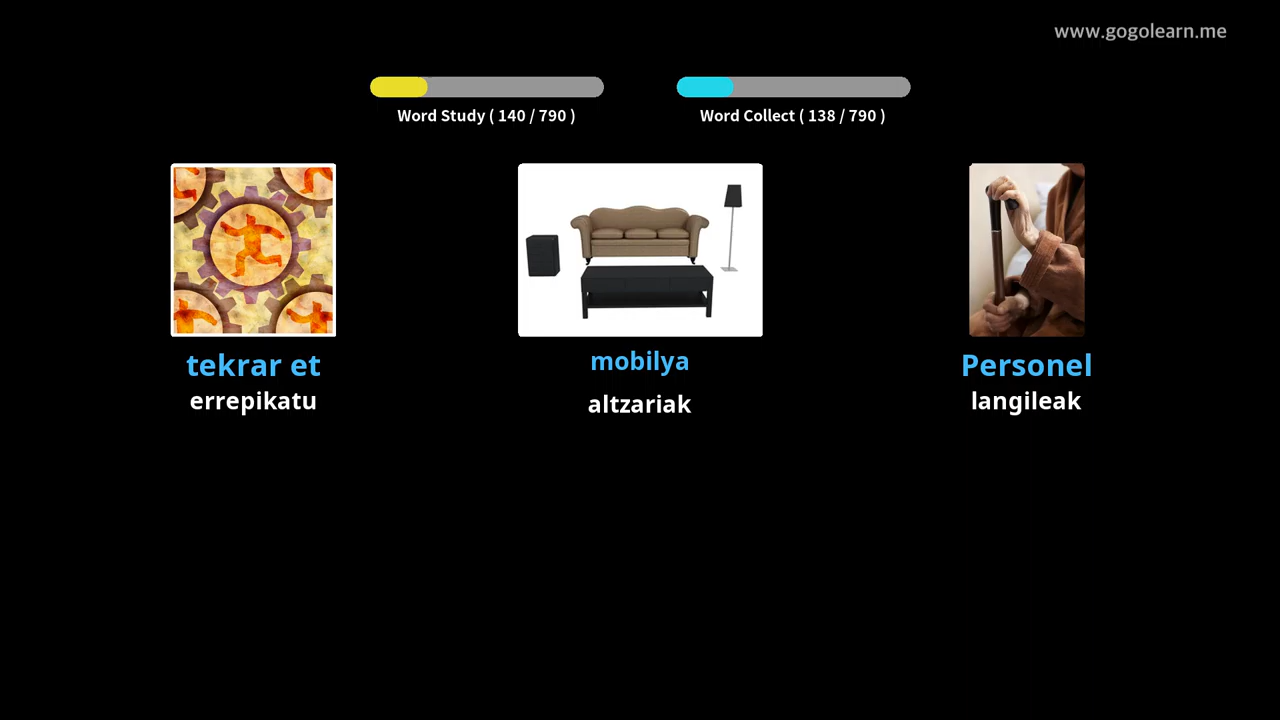 www.gogolearn.me
Word Study ( 140 / 790 )
Word Collect ( 138 / 790 )
tekrar et
errepikatu
mobilya
altzariak
Personel
langileak